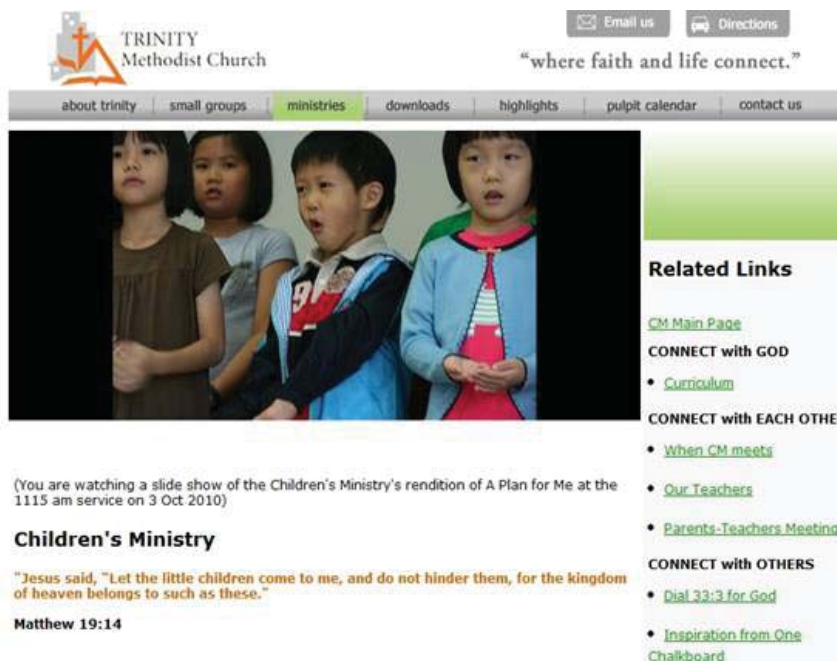 TRINITY
Methodist Church
Email us
Directions
“where faith and life connect.”
about trinity
small groups
ministries
downloads
highlights
pulpit calendar
contact us
91
(You are watching a slide show of the Children's Ministry's rendition of A Plan for Me at the
1115 am service on 3 Oct 2010)
Children's Ministry
"Jesus said, "Let the little children come to me, and do not hinder them, for the kingdom
of heaven belongs to such as these."
Matthew 19:14
Related Links
CM Main Page
CONNECT with GOD
• Curriculum
CONNECT with EACH OTHE
• When CM meets
• Our Teachers
• Parents-Teachers Meeting
CONNECT with OTHERS
• Dial 33:3 for God
• Inspiration from One
Chalkboard